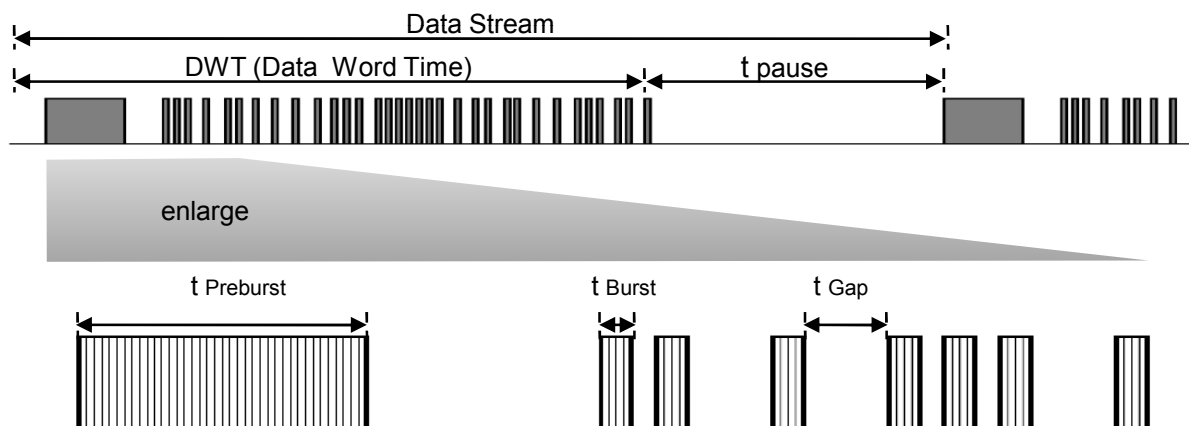 Data Stream
DWT (Data Word Time)
t pause
enlarge
t Preburst
t Burst
t Gap